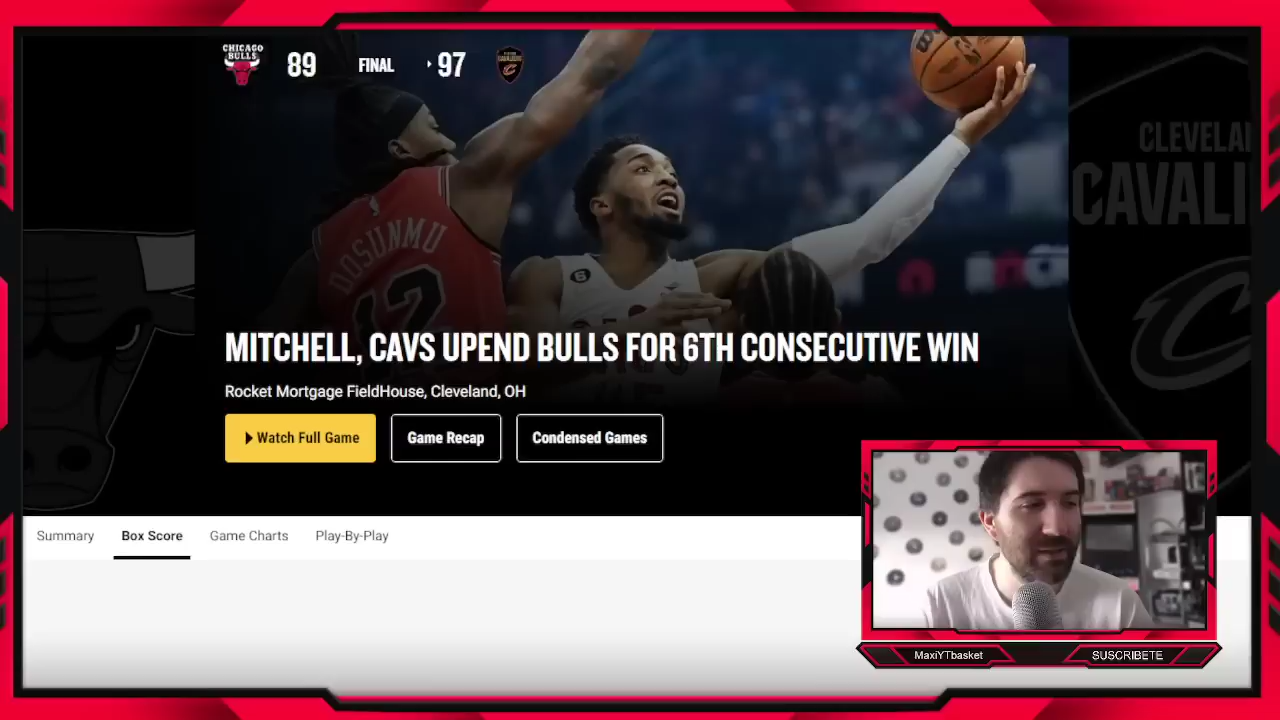 CHICAGO
BULLS
89
FINAL
97
CLEVELAN
CAVALI
DOSUNMU
12
6
MITCHELL, CAVS UPEND BULLS FOR 6TH CONSECUTIVE WIN
Rocket Mortgage FieldHouse, Cleveland, OH
Watch Full Game
Game Recap
Condensed Games
Summary
Box Score
Game Charts
Play-By-Play
MaxiYTbasket
SUSCRIBETE